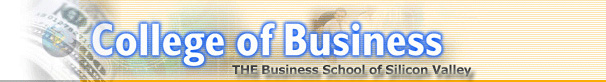 College of Business
THE Business School of Silicon Valley